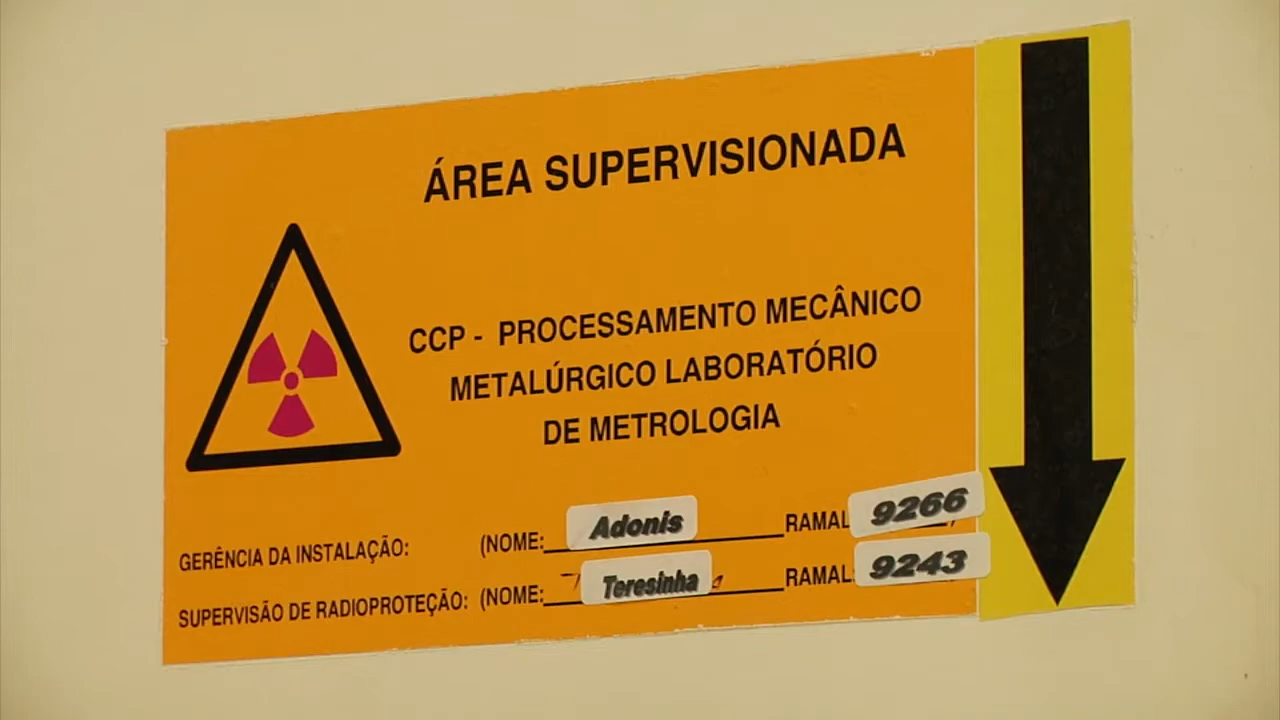 ÁREA SUPERVISIONADA
CCP - PROCESSAMENTO MECÂNICO
METALÚRGICO LABORATÓRIO
DE METROLOGIA
GERÊNCIA DA INSTALAÇÃO: (NOME: Adonis RAMAL 9266
SUPERVISÃO DE RADIOPROTEÇÃO: (NOME: Teresinha RAMAL: 9243